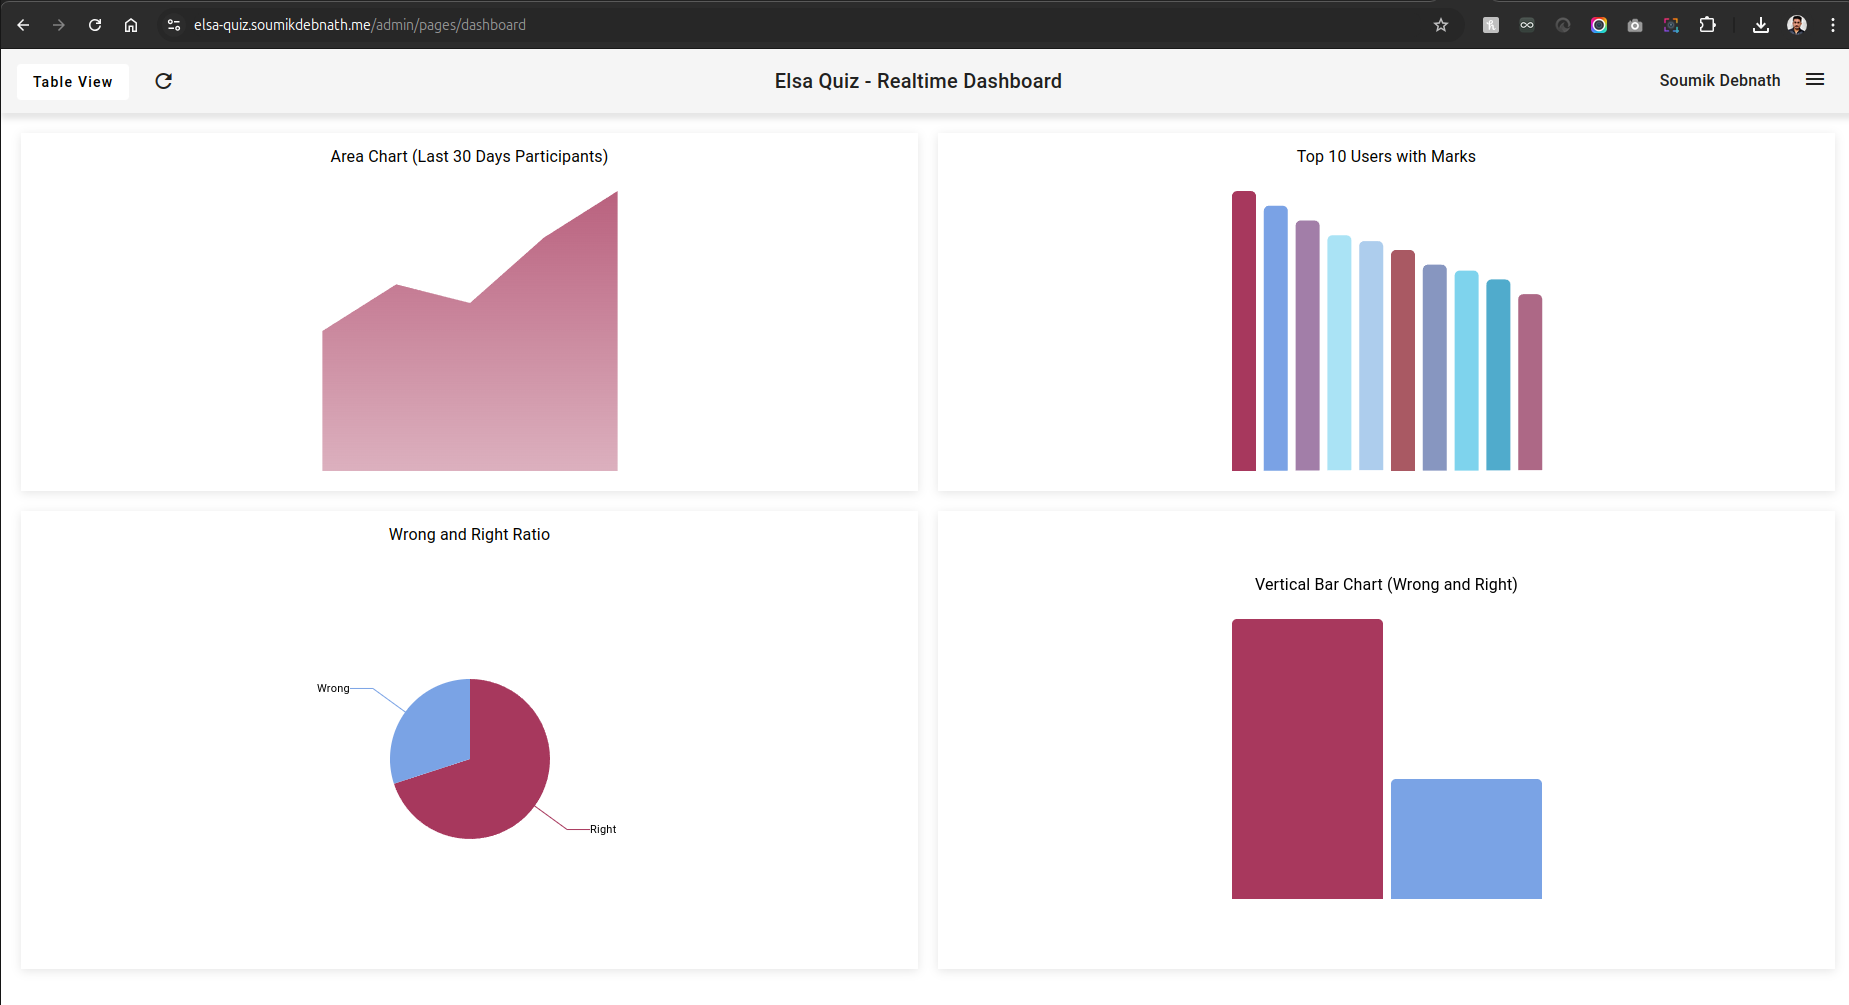 elsa-quiz.soumikdebnath.me/admin/pages/dashboard
Table View
Elsa Quiz - Realtime Dashboard
Soumik Debnath
Area Chart (Last 30 Days Participants)
Top 10 Users with Marks
Wrong and Right Ratio
Wrong
Right
Vertical Bar Chart (Wrong and Right)